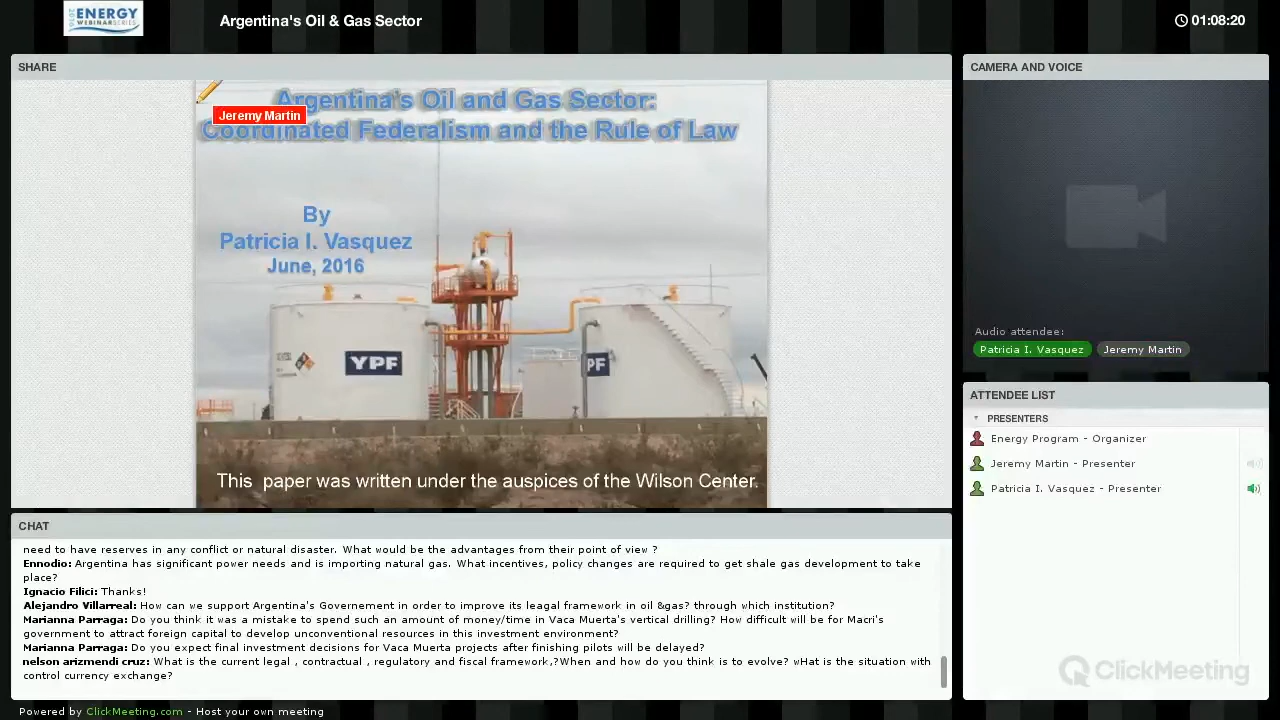 2016 ENERGY
WEBINAR SERIES
Argentina's Oil & Gas Sector
01:08:20
SHARE
Argentina's Oil and Gas Sector:
Jeremy Martin
Coordinated Federalism and the Rule of Law
By
Patricia I. Vasquez
June, 2016
YPF
PF
This paper was written under the auspices of the Wilson Center.
CAMERA AND VOICE
Audio attendee:
Patricia I. Vasquez Jeremy Martin
ATTENDEE LIST
PRESENTERS
Energy Program - Organizer
Jeremy Martin - Presenter
Patricia I. Vasquez - Presenter
CHAT
need to have reserves in any conflict or natural disaster. What would be the advantages from their point of view ?
Ennodio: Argentina has significant power needs and is importing natural gas. What incentives, policy changes are required to get shale gas development to take
place?
Ignacio Filici: Thanks!
Alejandro Villarreal: How can we support Argentina's Governement in order to improve its leagal framework in oil &gas? through which institution?
Marianna Parraga: Do you think it was a mistake to spend such an amount of money/time in Vaca Muerta's vertical drilling? How difficult will be for Macri's
government to attract foreign capital to develop unconventional resources in this investment environment?
Marianna Parraga: Do you expect final investment decisions for Vaca Muerta projects after finishing pilots will be delayed?
nelson arizmendi cruz: What is the current legal , contractual , regulatory and fiscal framework,?When and how do you think is to evolve? wHat is the situation with
control currency exchange?
ClickMeeting
Powered by ClickMeeting.com - Host your own meeting